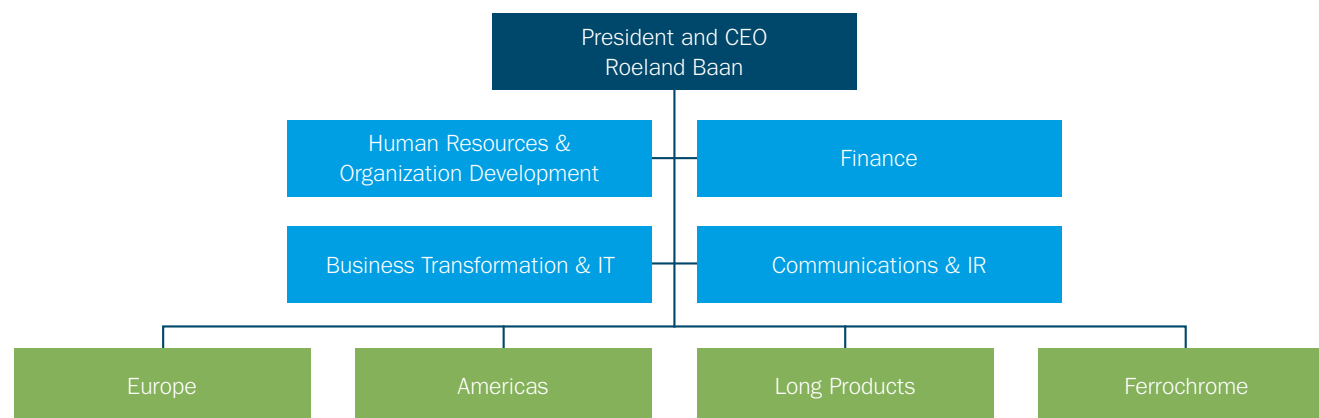 President and CEO
Roeland Baan
Human Resources &
Organization Development
Finance
Business Transformation & IT
Communications & IR
Europe
Americas
Long Products
Ferrochrome